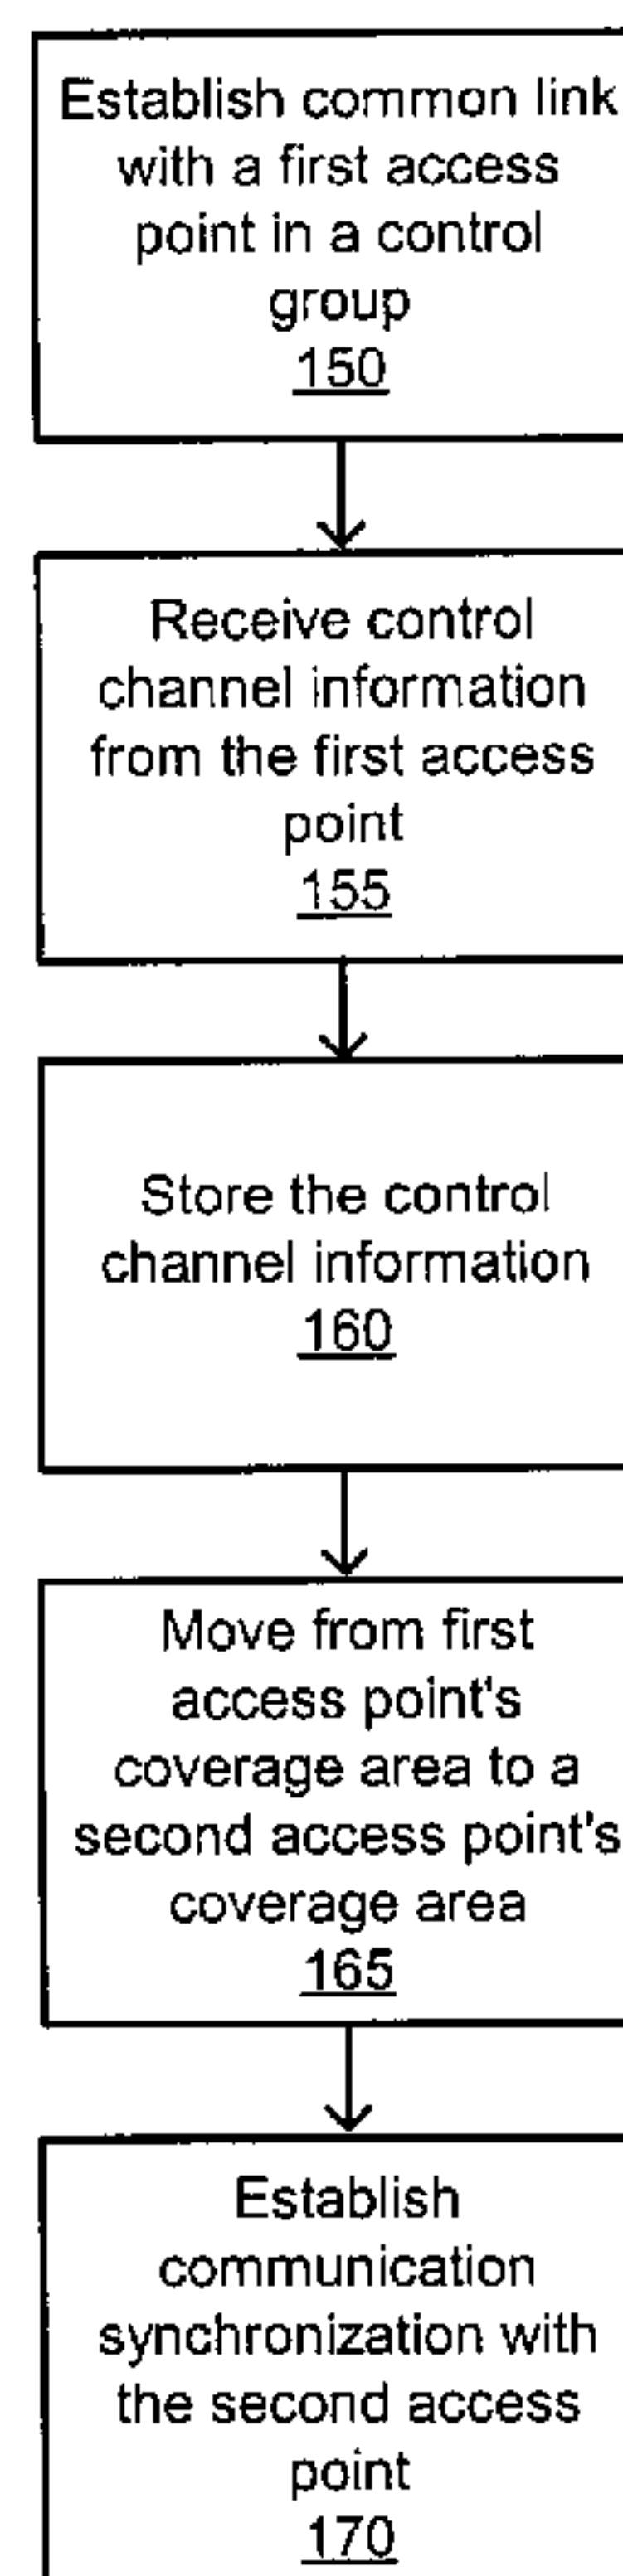 Establish common link
with a first access
point in a control
group
150
Receive control
channel information
from the first access
point
155
Store the control
channel information
160
Move from first
access point's
coverage area to a
second access point's
coverage area
165
Establish
communication
synchronization with
the second access
point
170